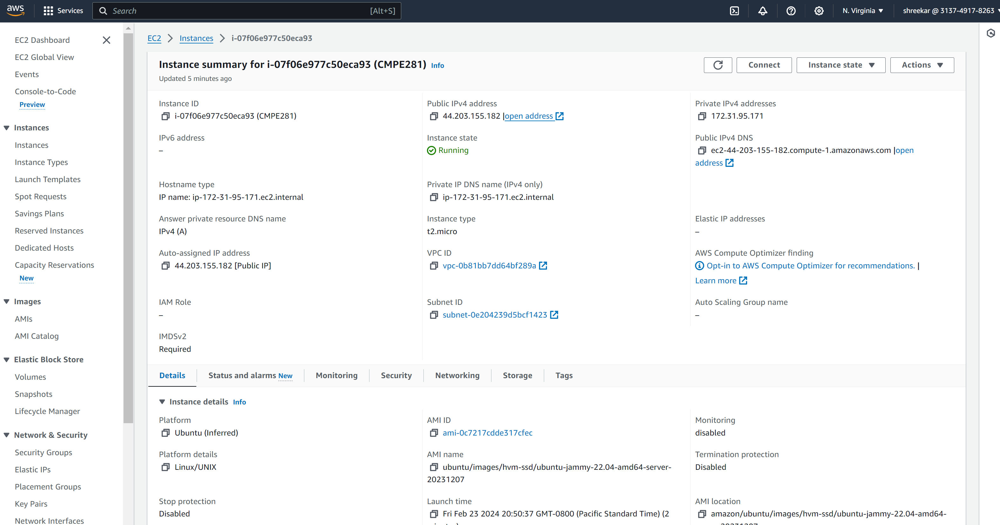 aws
Services
Search [Alt+S]
N. Virginia
shreekar @ 3137-4917-8263
EC2 Dashboard
EC2 Global View
Events
Console-to-Code
Preview
Instances
Instances
Instance Types
Launch Templates
Spot Requests
Savings Plans
Reserved Instances
Dedicated Hosts
Capacity Reservations
New
Images
AMIs
AMI Catalog
Elastic Block Store
Volumes
Snapshots
Lifecycle Manager
Network & Security
Security Groups
Elastic IPs
Placement Groups
Key Pairs
Network Interfaces
EC2 Instances i-07f06e977c50eca93
Instance summary for i-07f06e977c50eca93 (CMPE281) Info
Updated 5 minutes ago
Connect
Instance state
Actions
Instance ID
i-07f06e977c50eca93 (CMPE281)
Public IPv4 address
44.203.155.182 |open address
Private IPv4 addresses
172.31.95.171
IPv6 address
–
Instance state
Running
Public IPv4 DNS
ec2-44-203-155-182.compute-1.amazonaws.com |open
address
Hostname type
IP name: ip-172-31-95-171.ec2.internal
Private IP DNS name (IPv4 only)
ip-172-31-95-171.ec2.internal
Answer private resource DNS name
IPv4 (A)
Instance type
t2.micro
Elastic IP addresses
–
Auto-assigned IP address
44.203.155.182 [Public IP]
VPC ID
vpc-0b81bb7dd64bf289a
AWS Compute Optimizer finding
Opt-in to AWS Compute Optimizer for recommendations. |
Learn more
IAM Role
–
Subnet ID
subnet-0e204239d5bcf1423
Auto Scaling Group name
–
IMDSv2
Required
Details
Status and alarms New
Monitoring
Security
Networking
Storage
Tags
Instance details Info
Platform
Ubuntu (Inferred)
AMI ID
ami-0c7217cdde317cfec
Monitoring
disabled
Platform details
Linux/UNIX
AMI name
ubuntu/images/hvm-ssd/ubuntu-jammy-22.04-amd64-server-
20231207
Termination protection
Disabled
Stop protection
Disabled
Launch time
Fri Feb 23 2024 20:50:37 GMT-0800 (Pacific Standard Time) (2
AMI location
amazon/ubuntu/images/hvm-ssd/ubuntu-jammy-22.04-amd64-